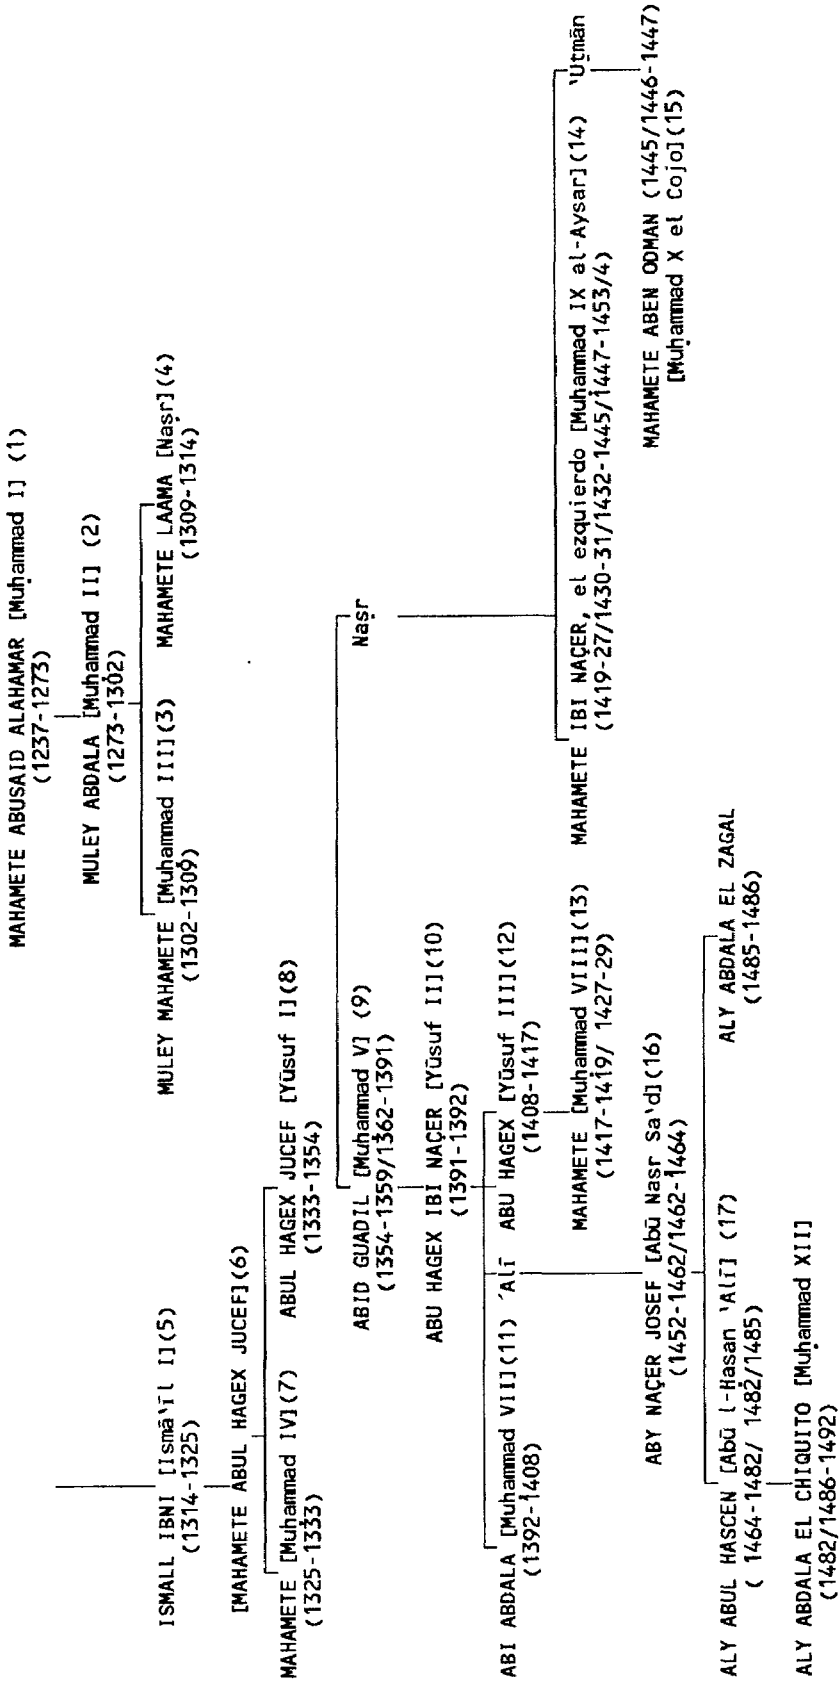 MAHAMETE ABUSAID ALAHAMAR [Muḥammad I] (1)
(1237-1273)
MULEY ABDALA [Muḥammad II] (2)
(1273-1302)
MULEY MAHAMETE [Muḥammad III](3)
(1302-1309)
MAHAMETE LAAMA [Naṣr](4)
(1309-1314)
ISMALL IBNI [Ismā'īl I](5)
(1314-1325)
[MAHAMETE ABUL HAGEX JUCEF](6)
MAHAMETE [Muḥammad IV](7)
(1325-1333)
ABUL HAGEX JUCEF [Yūsuf I](8)
(1333-1354)
Naṣr
ABID GUADIL [Muḥammad V] (9)
(1354-1359/1362-1391)
ABU HAGEX IBI NAÇER [Yūsuf II](10)
(1391-1392)
ABI ABDALA [Muḥammad VII](11)
(1392-1408)
'Alī
ABU HAGEX [Yūsuf III](12)
(1408-1417)
'Uṯmān
MAHAMETE [Muḥammad VIII](13)
(1417-1419/ 1427-29)
MAHAMETE IBI NAÇER, el ezquierdo [Muḥammad IX al-Aysar](14)
(1419-27/1430-31/1432-1445/1447-1453/4)
MAHAMETE ABEN ODMAN (1445/1446-1447)
[Muḥammad X el Cojo](15)
ABY NAÇER JOSEF [Abū Nasr Sa'd](16)
(1452-1462/1462-1464)
ALY ABUL HASCEN [Abū l-Ḥasan 'Alī] (17)
( 1464-1482/ 1482/1485)
ALY ABDALA EL ZAGAL
(1485-1486)
ALY ABDALA EL CHIQUITO [Muḥammad XII]
(1482/1486-1492)